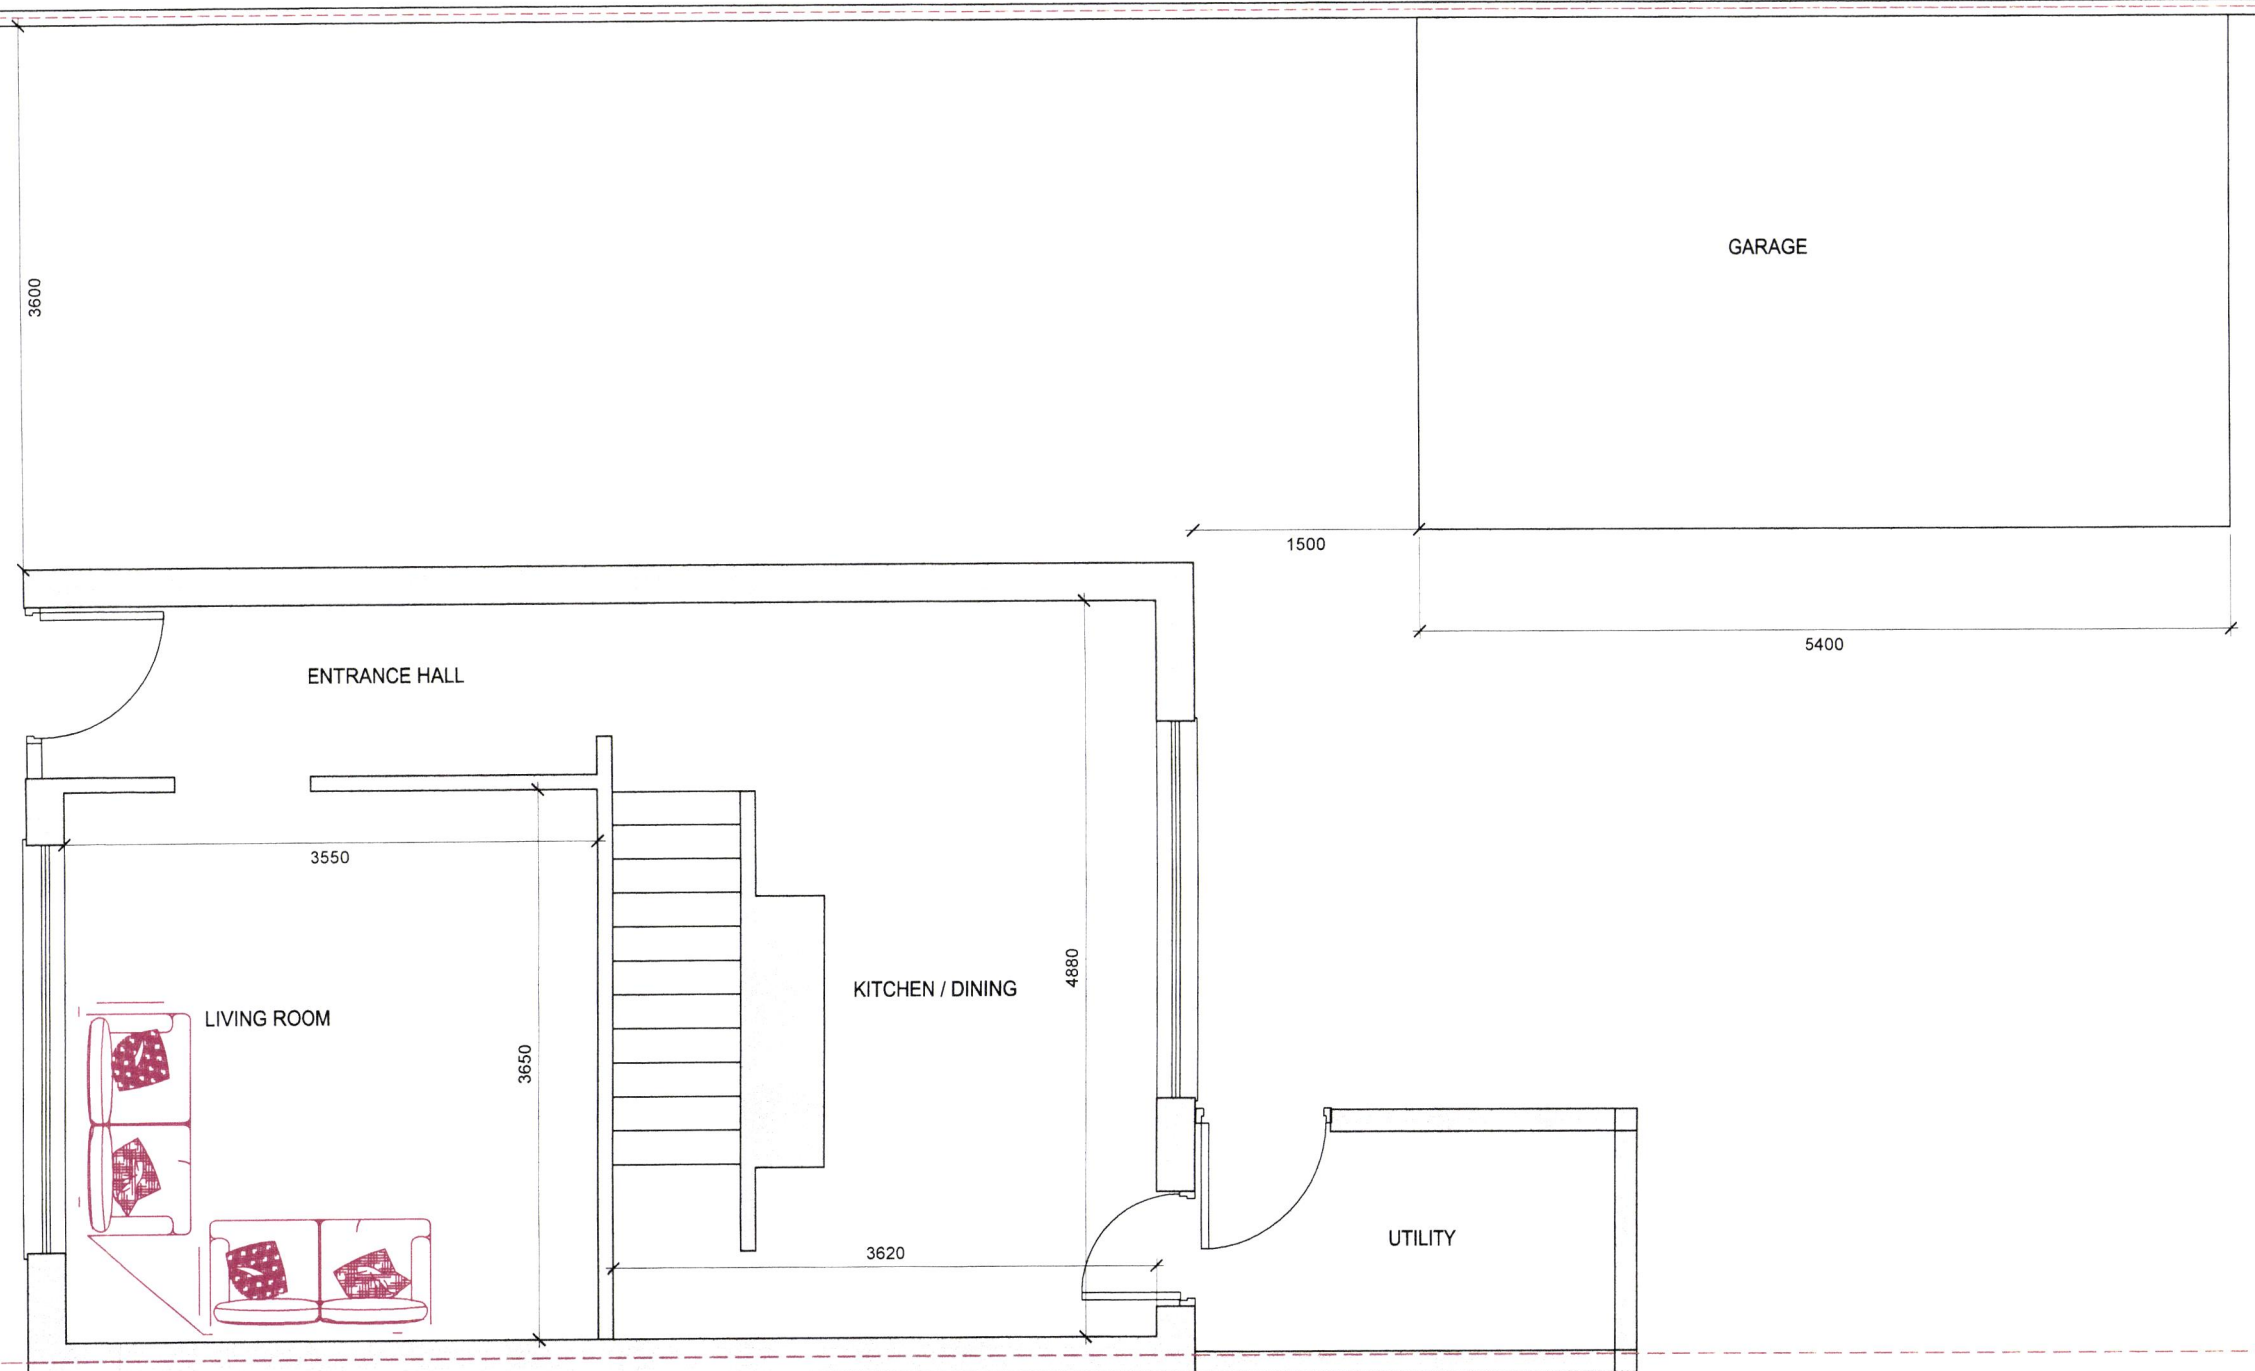 GARAGE
3600
1500
5400
ENTRANCE HALL
3550
4880
KITCHEN / DINING
LIVING ROOM
3650
UTILITY
3620